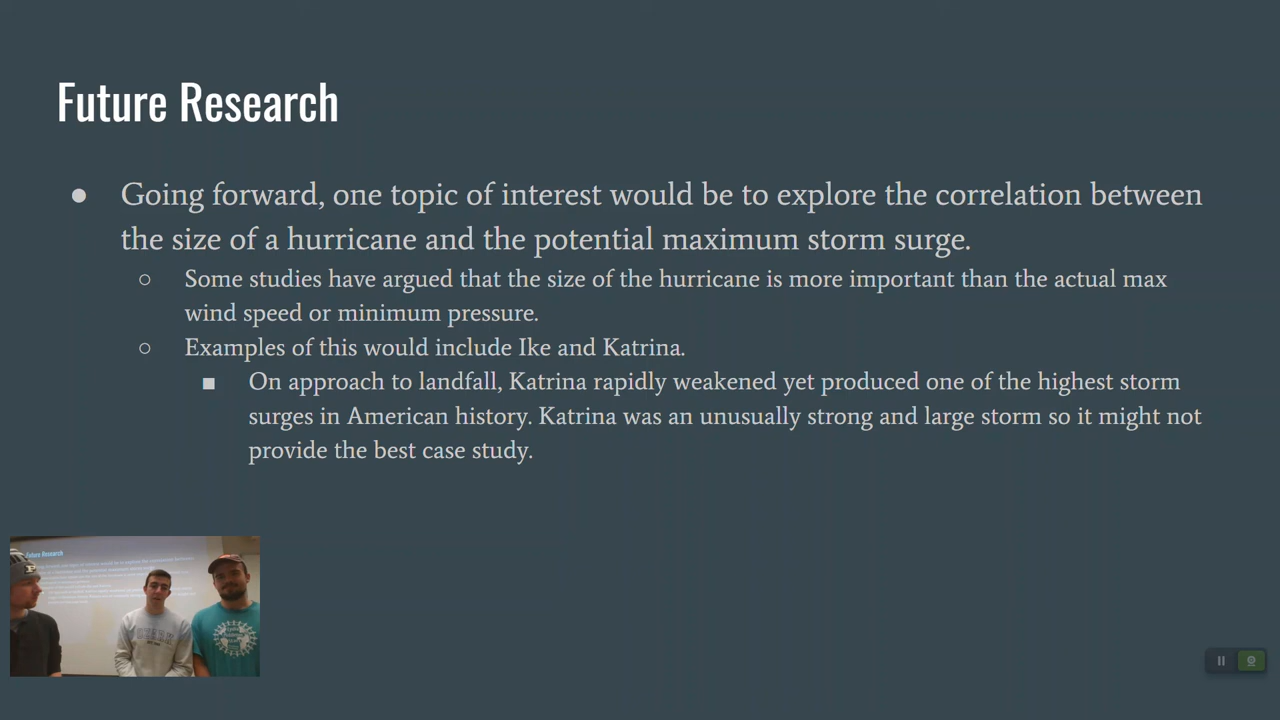 Future Research
● Going forward, one topic of interest would be to explore the correlation between
the size of a hurricane and the potential maximum storm surge.
○ Some studies have argued that the size of the hurricane is more important than the actual max
wind speed or minimum pressure.
○ Examples of this would include Ike and Katrina.
■ On approach to landfall, Katrina rapidly weakened yet produced one of the highest storm
surges in American history. Katrina was an unusually strong and large storm so it might not
provide the best case study.
Future Research